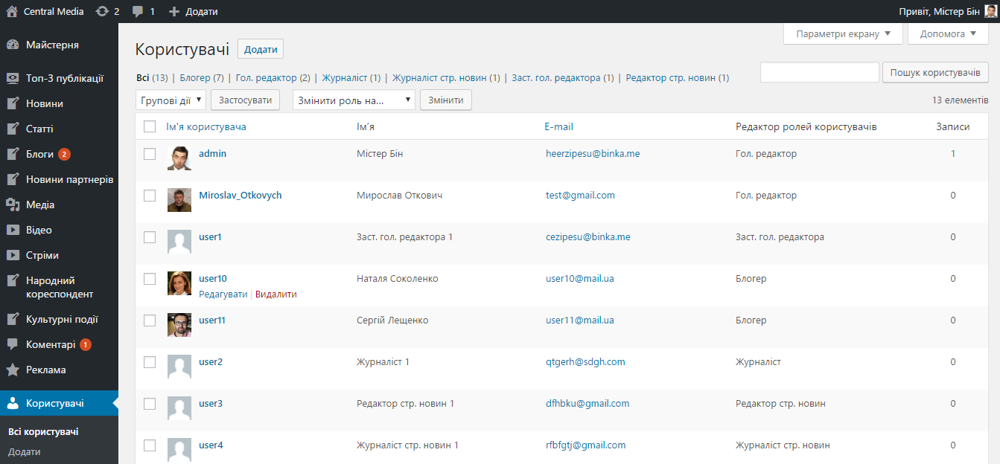 Central Media 2 1 Додати Привіт, Містер Бін
Майстерня
Топ-3 публікації
Новини
Статті
Блоги 2
Новини партнерів
Медіа
Відео
Стріми
Народний
кореспондент
Культурні події
Коментарі 1
Реклама
Користувачі
Всі користувачі
Додати
Параметри екрану ▼ Допомога ▼
Користувачі Додати
Всі (13) | Блогер (7) | Гол. редактор (2) | Журналіст (1) | Журналіст стр. новин (1) | Заст. гол. редактора (1) | Редактор стр. новин (1)
Пошук користувачів
Групові дії ▼ Застосувати Змінити роль на... ▼ Змінити 13 елементів
Ім'я користувача Ім’я E-mail Редактор ролей користувачів Записи
admin Містер Бін heerzipesu@binka.me Гол. редактор 1
Miroslav_Otkovych Мирослав Откович test@gmail.com Гол. редактор 0
user1 Заст. гол. редактора 1 cezipesu@binka.me Заст. гол. редактора 0
user10 Наталя Соколенко user10@mail.ua Блогер 0
Редагувати | Видалити
user11 Сергій Лещенко user11@mail.ua Блогер 0
user2 Журналіст 1 qtgerh@sdgh.com Журналіст 0
user3 Редактор стр. новин 1 dfhbku@gmail.com Редактор стр. новин 0
user4 Журналіст стр. новин 1 rfbfgtj@gmail.com Журналіст стр. новин 0